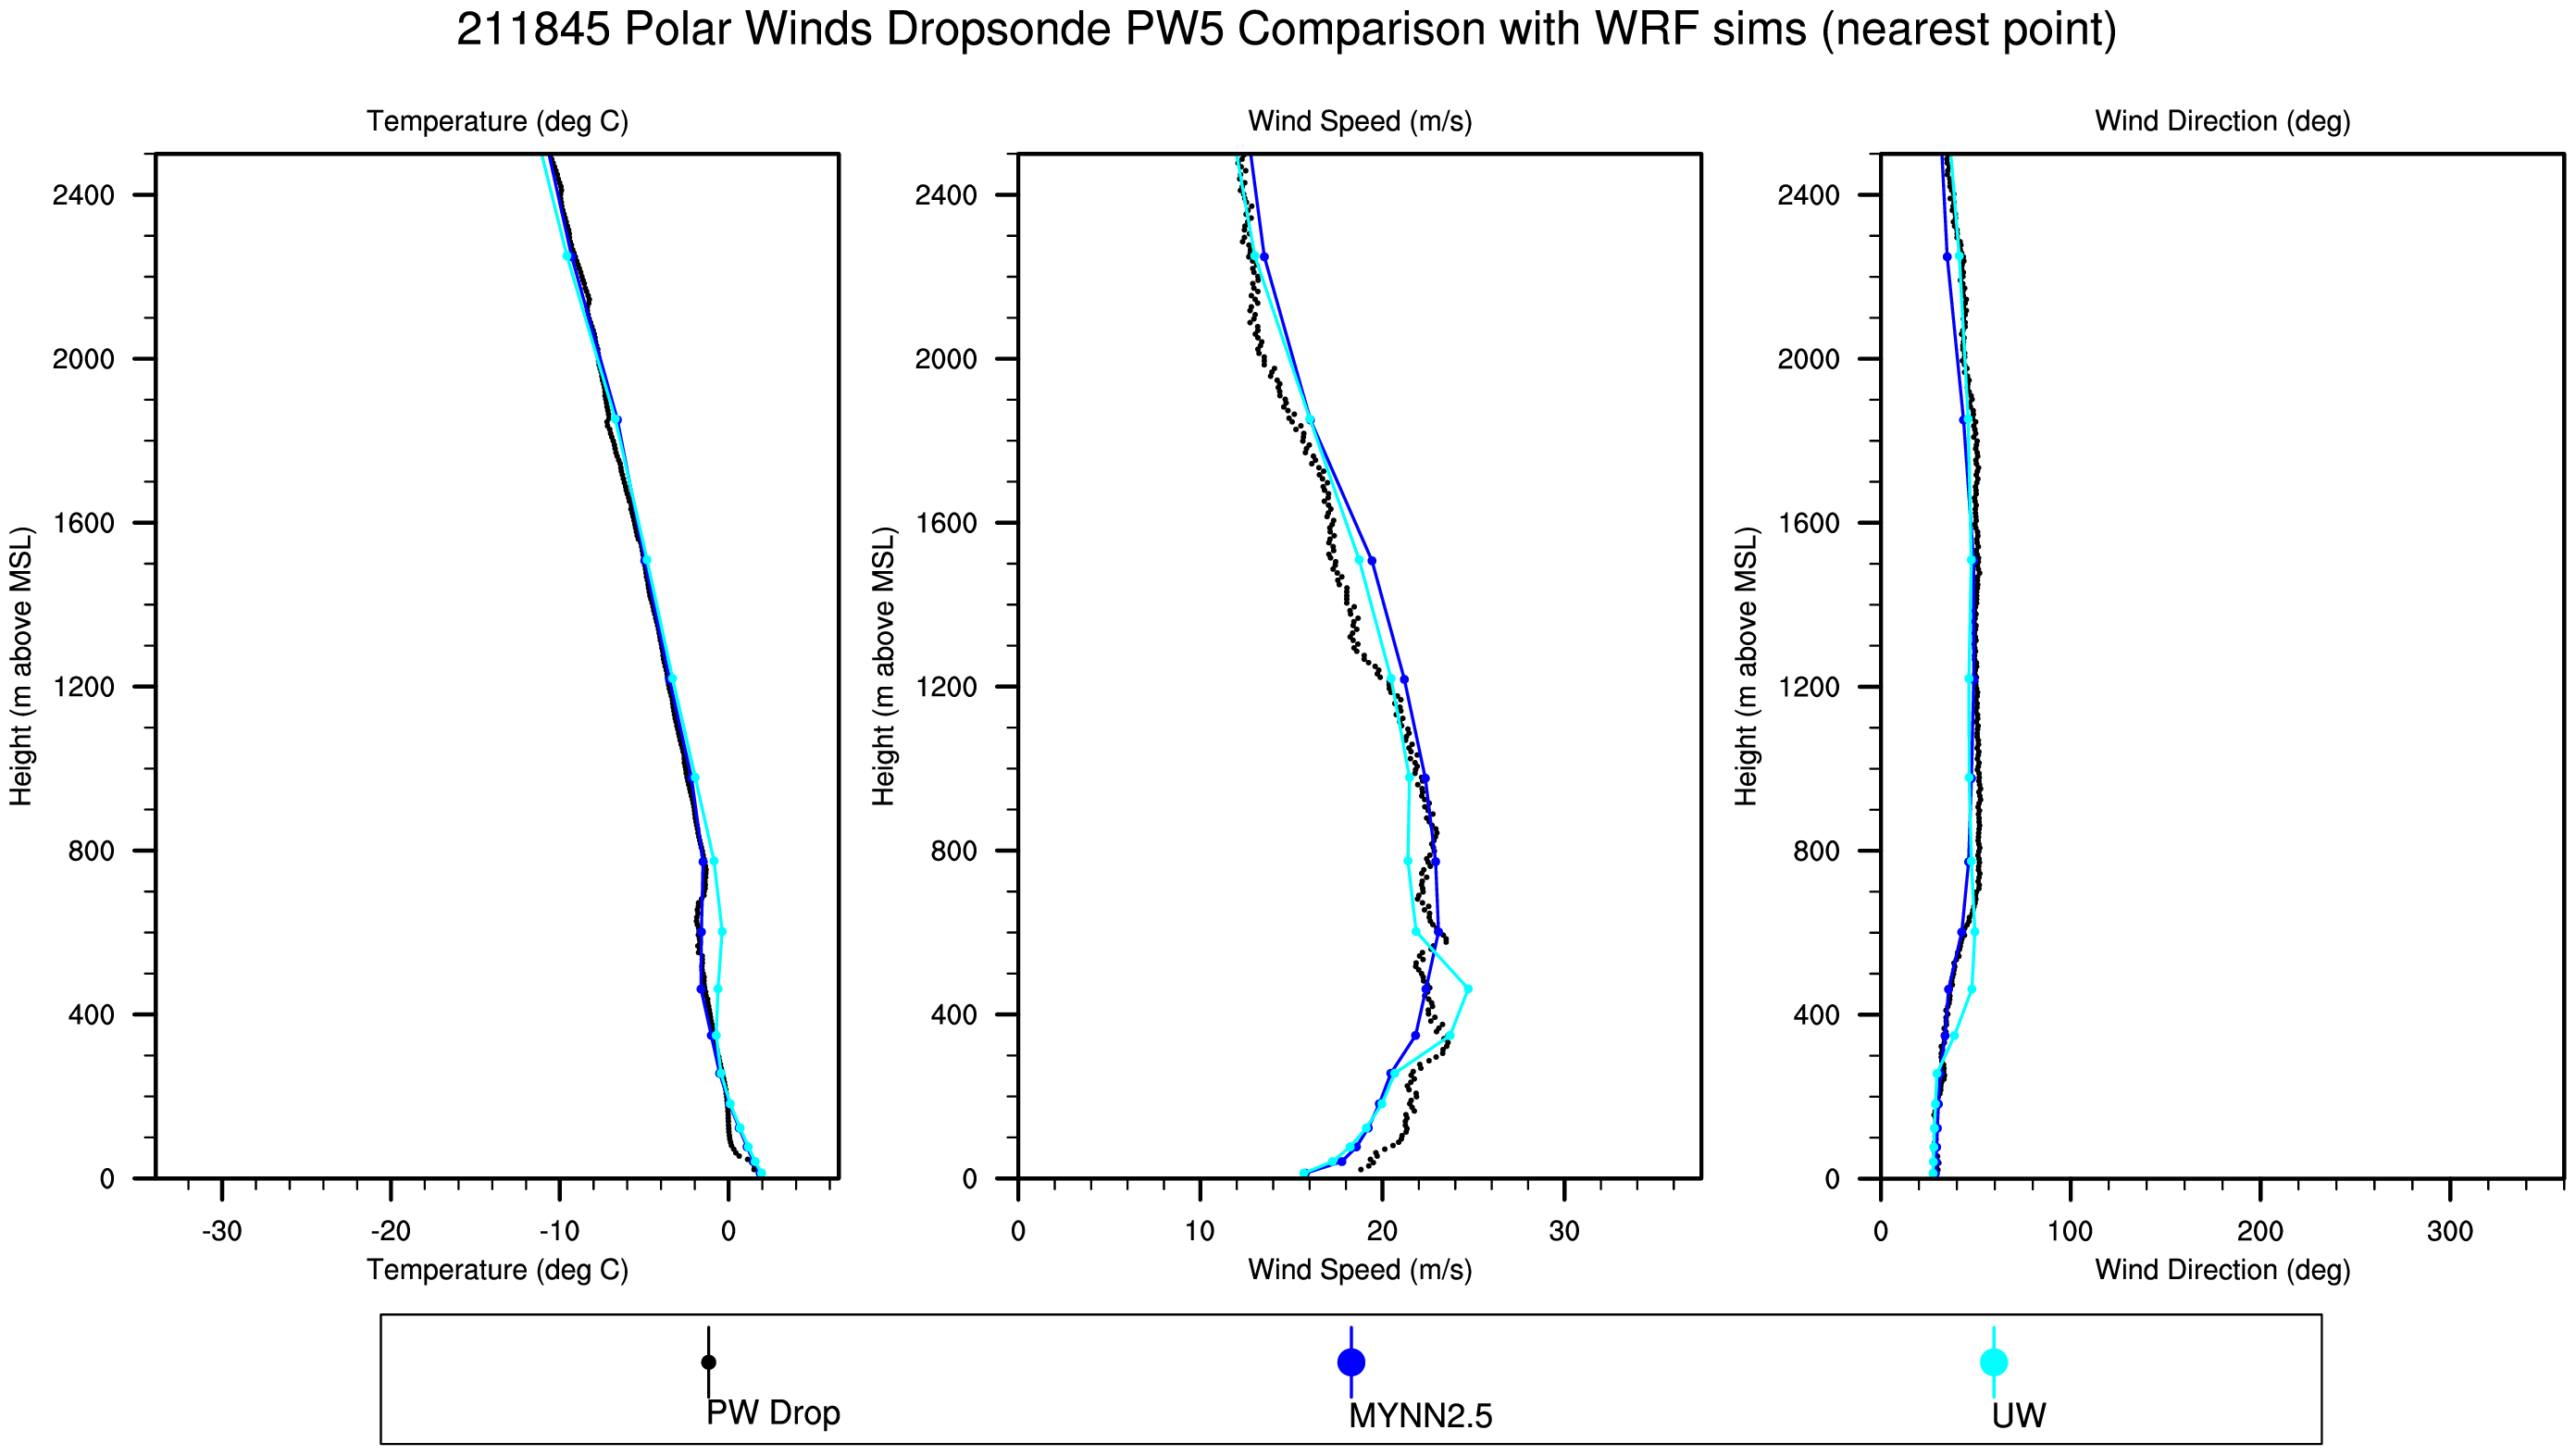 211845 Polar Winds Dropsonde PW5 Comparison with WRF sims (nearest point)
Temperature (deg C)
Wind Speed (m/s)
Wind Direction (deg)
Height (m above MSL)
2400
2000
1600
1200
800
400
0
-30
-20
-10
0
Temperature (deg C)
Height (m above MSL)
2400
2000
1600
1200
800
400
0
0
10
20
30
Wind Speed (m/s)
Height (m above MSL)
2400
2000
1600
1200
800
400
0
0
100
200
300
Wind Direction (deg)
PW Drop
MYNN2.5
UW